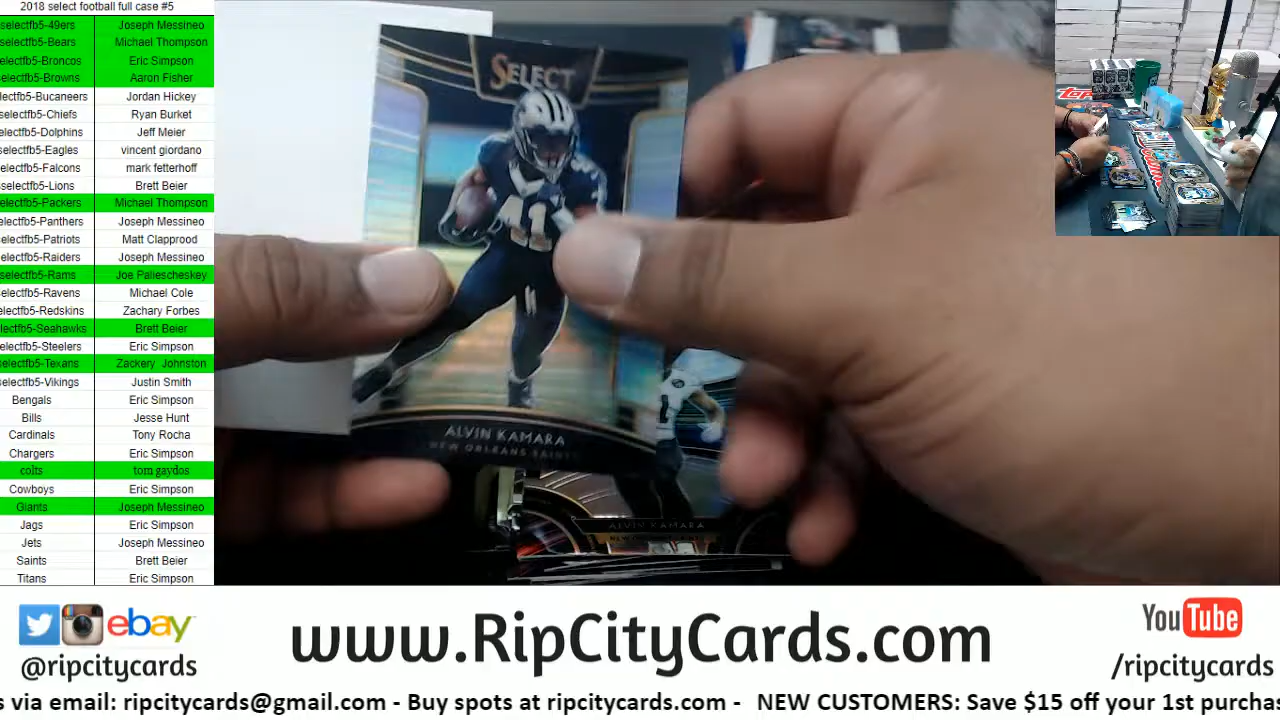 2018 select football full case #5
selectfb5-49ers Joseph Messineo
selectfb5-Bears Michael Thompson
selectfb5-Broncos Eric Simpson
selectfb5-Browns Aaron Fisher
lectfb5-Bucaneers Jordan Hickey
selectfb5-Chiefs Ryan Burket
selectfb5-Dolphins Jeff Meier
selectfb5-Eagles vincent giordano
selectfb5-Falcons mark fetterhoff
selectfb5-Lions Brett Beier
selectfb5-Packers Michael Thompson
selectfb5-Panthers Joseph Messineo
selectfb5-Patriots Matt Clapprood
selectfb5-Raiders Joseph Messineo
selectfb5-Rams Joe Paliescheskey
selectfb5-Ravens Michael Cole
selectfb5-Redskins Zachary Forbes
lectfb5-Seahawks Brett Beier
selectfb5-Steelers Eric Simpson
selectfb5-Texans Zackery Johnston
selectfb5-Vikings Justin Smith
Bengals Eric Simpson
Bills Jesse Hunt
Cardinals Tony Rocha
Chargers Eric Simpson
colts tom gaydos
Cowboys Eric Simpson
Giants Joseph Messineo
Jags Eric Simpson
Jets Joseph Messineo
Saints Brett Beier
Titans Eric Simpson
SELECT
41
ALVIN KAMARA
NEW ORLEANS SAINTS
ALVIN KAMARA
ebay
@ripcitycards
www.RipCityCards.com
YouTube
/ripcitycards
s via email: ripcitycards@gmail.com - Buy spots at ripcitycards.com - NEW CUSTOMERS: Save $15 off your 1st purchas